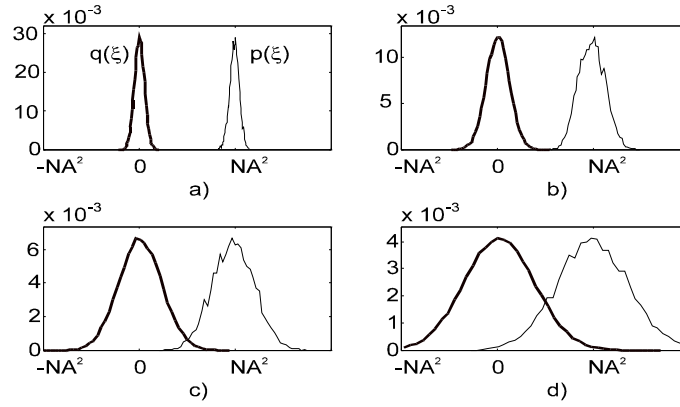 x 10⁻³
30
20
10
0
q(ξ)
p(ξ)
-NA² 0 NA²
a)
x 10⁻³
10
5
0
-NA² 0 NA²
b)
x 10⁻³
6
4
2
0
-NA² 0 NA²
c)
x 10⁻³
4
3
2
1
0
-NA² 0 NA²
d)